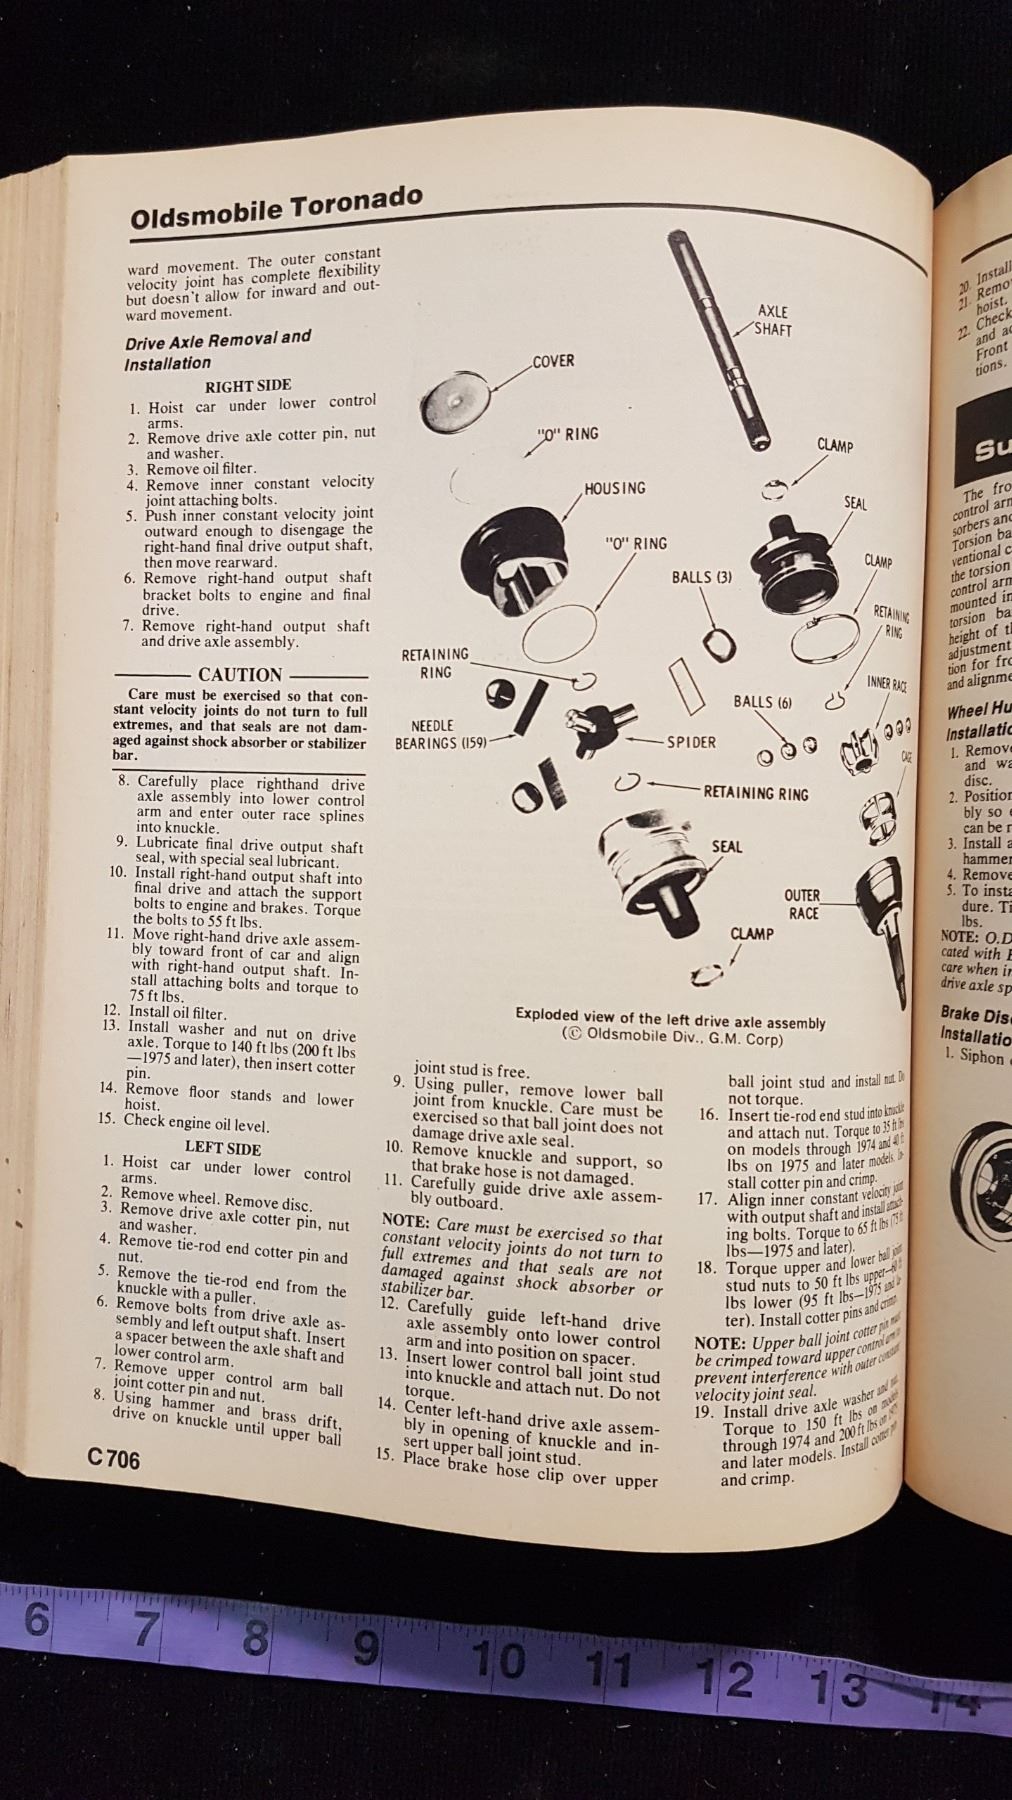 Oldsmobile Toronado
ward movement. The outer constant
velocity joint has complete flexibility
but doesn't allow for inward and out-
ward movement.
Drive Axle Removal and
Installation
RIGHT SIDE
1. Hoist car under lower control
arms.
2. Remove drive axle cotter pin, nut
and washer.
3. Remove oil filter.
4. Remove inner constant velocity
joint attaching bolts.
5. Push inner constant velocity joint
outward enough to disengage the
right-hand final drive output shaft,
then move rearward.
6. Remove right-hand output shaft
bracket bolts to engine and final
drive.
7. Remove right-hand output shaft
and drive axle assembly.
CAUTION
Care must be exercised so that con-
stant velocity joints do not turn to full
extremes, and that seals are not dam-
aged against shock absorber or stabilizer
bar.
8. Carefully place righthand drive
axle assembly into lower control
arm and enter outer race splines
into knuckle.
9. Lubricate final drive output shaft
seal, with special seal lubricant.
10. Install right-hand output shaft into
final drive and attach the support
bolts to engine and brakes. Torque
the bolts to 55 ft lbs.
11. Move right-hand drive axle assem-
bly toward front of car and align
with right-hand output shaft. In-
stall attaching bolts and torque to
75 ft lbs.
12. Install oil filter.
13. Install washer and nut on drive
axle. Torque to 140 ft lbs (200 ft lbs
—1975 and later), then insert cotter
pin.
14. Remove floor stands and lower
hoist.
15. Check engine oil level.
LEFT SIDE
1. Hoist car under lower control
arms.
2. Remove wheel. Remove disc.
3. Remove drive axle cotter pin, nut
and washer.
4. Remove tie-rod end cotter pin and
nut.
5. Remove the tie-rod end from the
knuckle with a puller.
6. Remove bolts from drive axle as-
sembly and left output shaft. Insert
a spacer between the axle shaft and
lower control arm.
7. Remove upper control arm ball
joint cotter pin and nut.
8. Using hammer and brass drift,
drive on knuckle until upper ball
C 706
AXLE
SHAFT
COVER
"O" RING
CLAMP
HOUSING
SEAL
"O" RING
CLAMP
BALLS (3)
RETAINING
RING
RETAINING
RING
INNER RACE
BALLS (6)
NEEDLE
BEARINGS (159)
SPIDER
CAGE
RETAINING RING
SEAL
OUTER
RACE
CLAMP
Exploded view of the left drive axle assembly
(© Oldsmobile Div., G.M. Corp)
joint stud is free.
9. Using puller, remove lower ball
joint from knuckle. Care must be
exercised so that ball joint does not
damage drive axle seal.
10. Remove knuckle and support, so
that brake hose is not damaged.
11. Carefully guide drive axle assem-
bly outboard.
NOTE: Care must be exercised so that
constant velocity joints do not turn to
full extremes and that seals are not
damaged against shock absorber or
stabilizer bar.
12. Carefully guide left-hand drive
axle assembly onto lower control
arm and into position on spacer.
13. Insert lower control ball joint stud
into knuckle and attach nut. Do not
torque.
14. Center left-hand drive axle assem-
bly in opening of knuckle and in-
sert upper ball joint stud.
15. Place brake hose clip over upper
ball joint stud and install nut. Do
not torque.
16. Insert tie-rod end stud into knuckle
and attach nut. Torque to 35 ft lbs
on models through 1974 and 40 ft
lbs on 1975 and later models. In-
stall cotter pin and crimp.
17. Align inner constant velocity joint
with output shaft and install attach-
ing bolts. Torque to 65 ft lbs (75 ft
lbs—1975 and later).
18. Torque upper and lower ball joint
stud nuts to 50 ft lbs upper—
lbs lower (95 ft lbs—1975 and la-
ter). Install cotter pins and crimp.
NOTE: Upper ball joint cotter pin must
be crimped toward upper control arm to
prevent interference with outer constant
velocity joint seal.
19. Install drive axle washer and nut.
Torque to 150 ft lbs on models
through 1974 and 200 ft lbs on 1975
and later models. Install cotter pin
and crimp.
20. Install
21. Remo
hoist.
22. Check
and a
Front
tions.
Su
The fro
control arm
sorbers and
Torsion ba
ventional c
the torsion
control arm
mounted in
torsion ba
height of t
adjustment
tion for fro
and alignme
Wheel Hu
Installatio
1. Remove
and wa
disc.
2. Position
bly so
can be r
3. Install a
hammer
4. Remove
5. To insta
dure. Ti
lbs.
NOTE: O.D
cated with
care when in
drive axle sp
Brake Dis
Installatio
1. Siphon
6 7 8 9 10 11 12 13 14